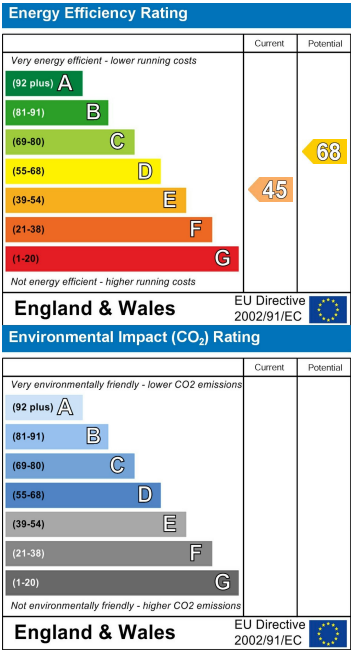 Energy Efficiency Rating
Current Potential
Very energy efficient - lower running costs
(92 plus) A
(81-91) B
(69-80) C
(55-68) D
(39-54) E
(21-38) F
(1-20) G
45
68
Not energy efficient - higher running costs
England & Wales
EU Directive
2002/91/EC
Environmental Impact (CO₂) Rating
Current Potential
Very environmentally friendly - lower CO2 emissions
(92 plus) A
(81-91) B
(69-80) C
(55-68) D
(39-54) E
(21-38) F
(1-20) G
Not environmentally friendly - higher CO2 emissions
England & Wales
EU Directive
2002/91/EC